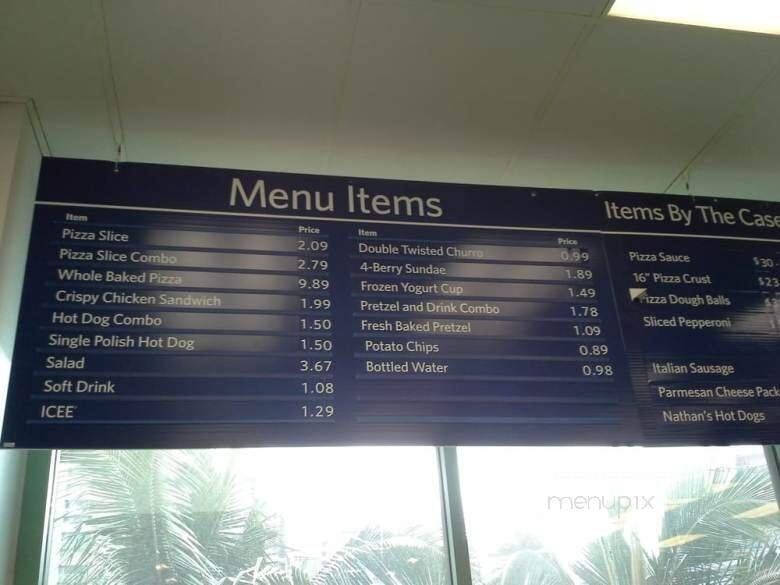 Menu Items
Item Price
Pizza Slice 2.09
Pizza Slice Combo 2.79
Whole Baked Pizza 9.89
Crispy Chicken Sandwich 1.99
Hot Dog Combo 1.50
Single Polish Hot Dog 1.50
Salad 3.67
Soft Drink 1.08
ICEE 1.29
Item Price
Double Twisted Churro 0.99
4-Berry Sundae 1.89
Frozen Yogurt Cup 1.49
Pretzel and Drink Combo 1.78
Fresh Baked Pretzel 1.09
Potato Chips 0.89
Bottled Water 0.98
Items By The Case
Pizza Sauce $30
16" Pizza Crust $23
izza Dough Balls $
Sliced Pepperoni
Italian Sausage
Parmesan Cheese Pack
Nathan's Hot Dogs
menupix